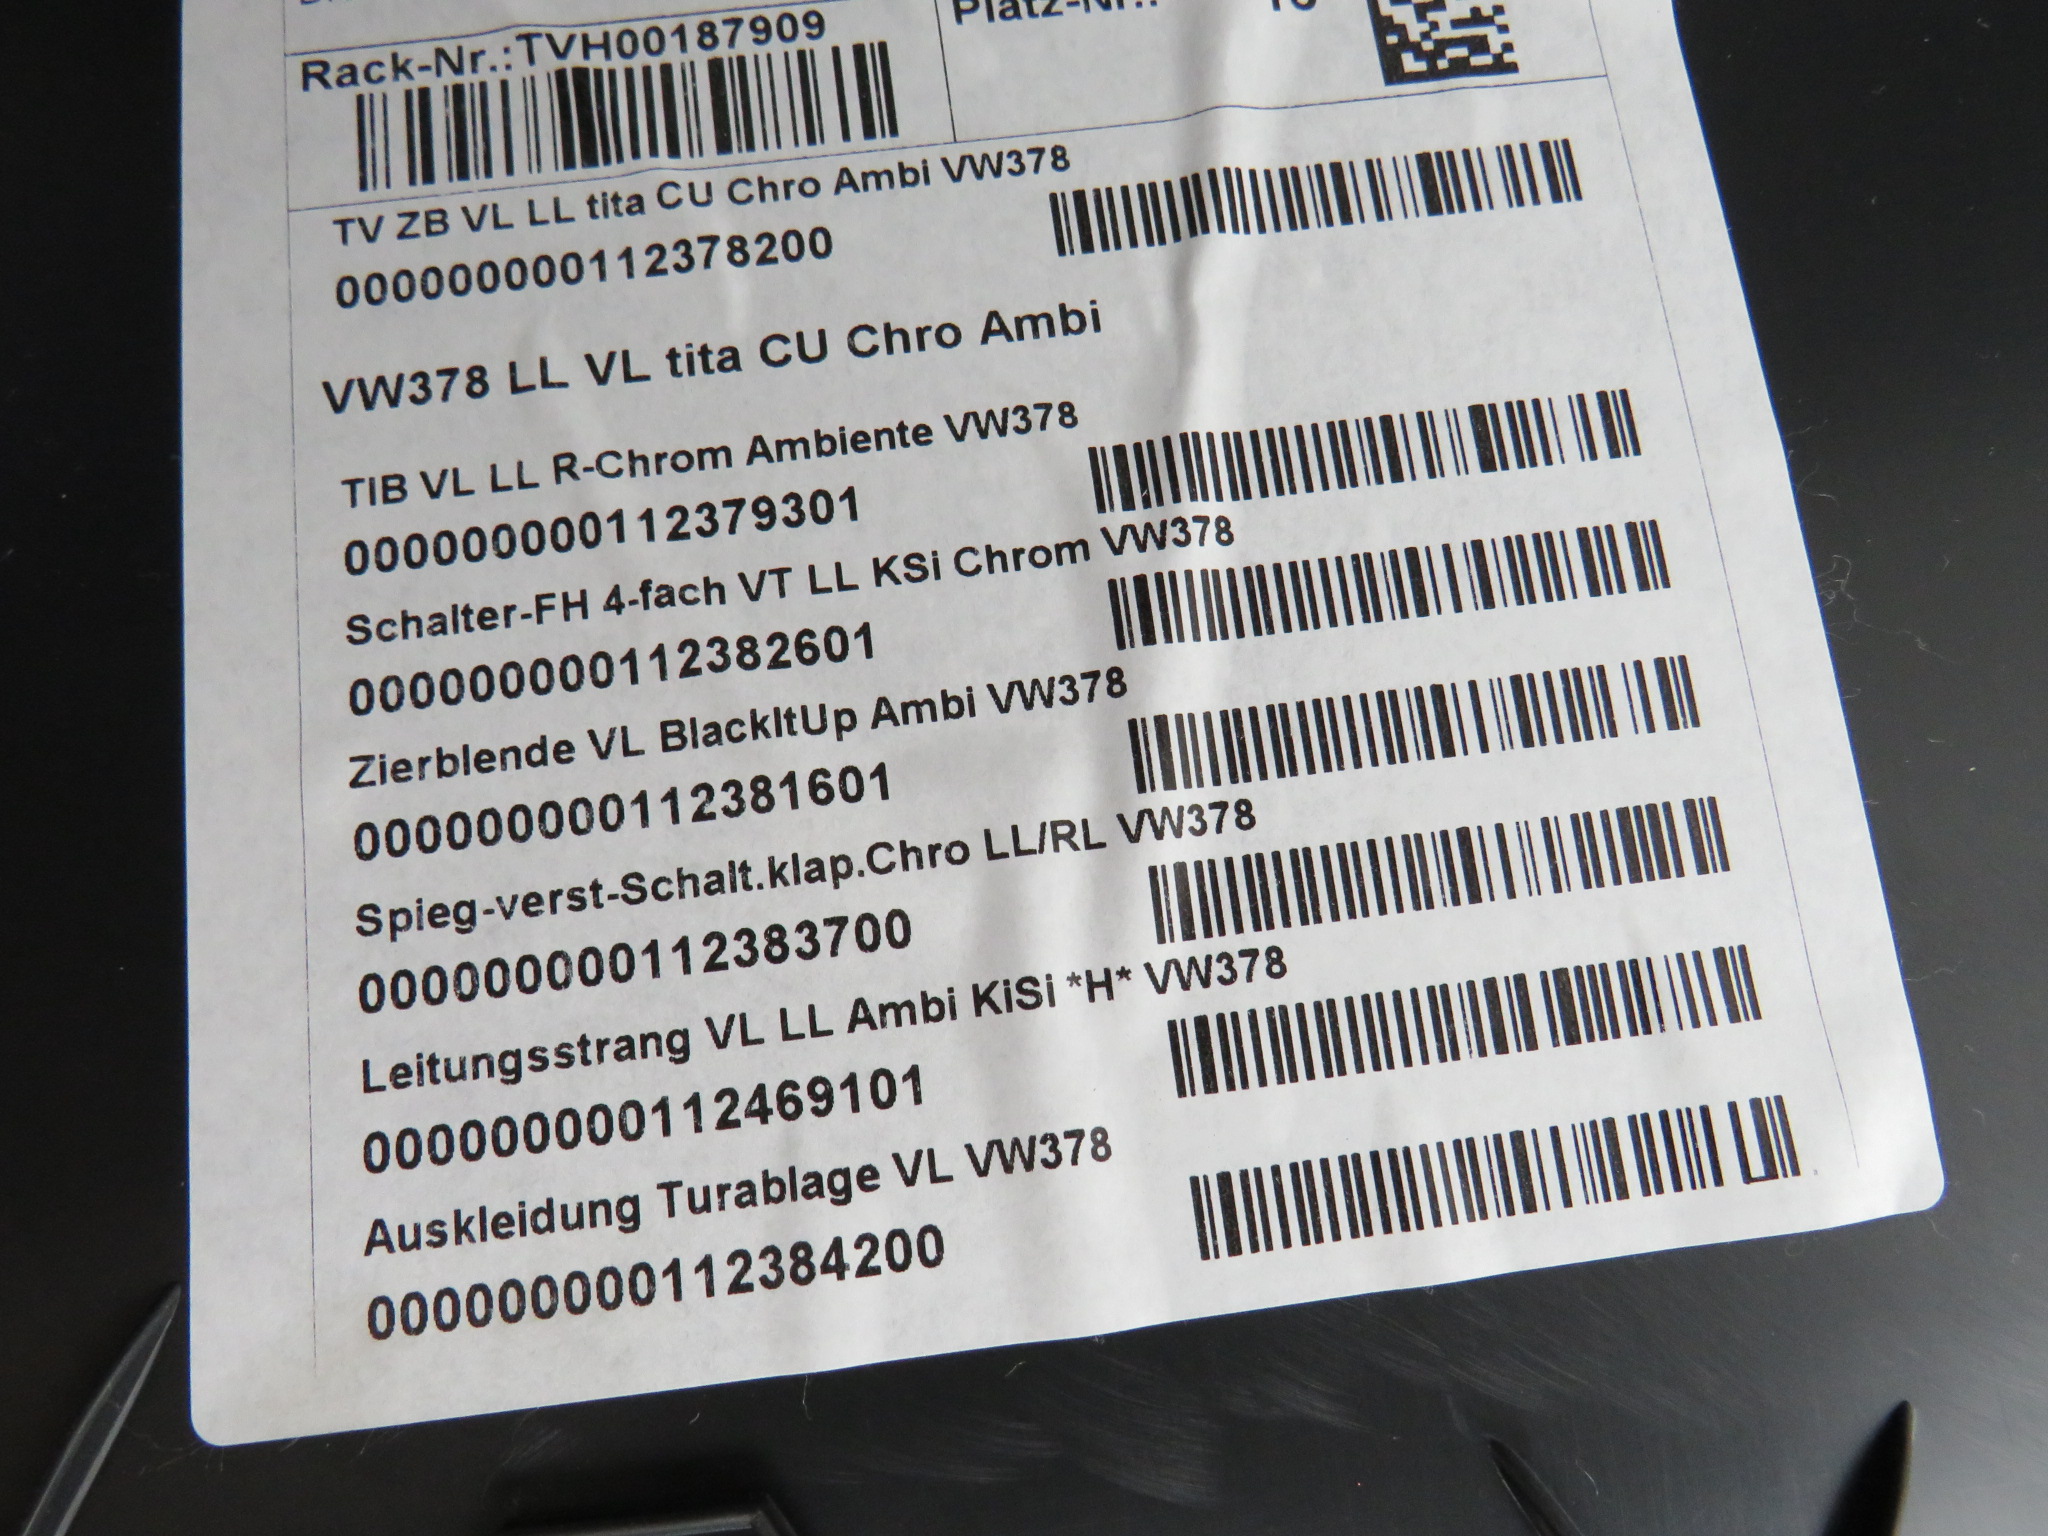 Rack-Nr.:TVH00187909
Platz-Nr.:
TV ZB VL LL tita CU Chro Ambi VW378
000000000112378200
VW378 LL VL tita CU Chro Ambi
TIB VL LL R-Chrom Ambiente VW378
000000000112379301
Schalter-FH 4-fach VT LL KSi Chrom VW378
000000000112382601
Zierblende VL BlackItUp Ambi VW378
000000000112381601
Spieg-verst-Schalt.klap.Chro LL/RL VW378
000000000112383700
Leitungsstrang VL LL Ambi KiSi *H* VW378
000000000112469101
Auskleidung Turablage VL VW378
000000000112384200